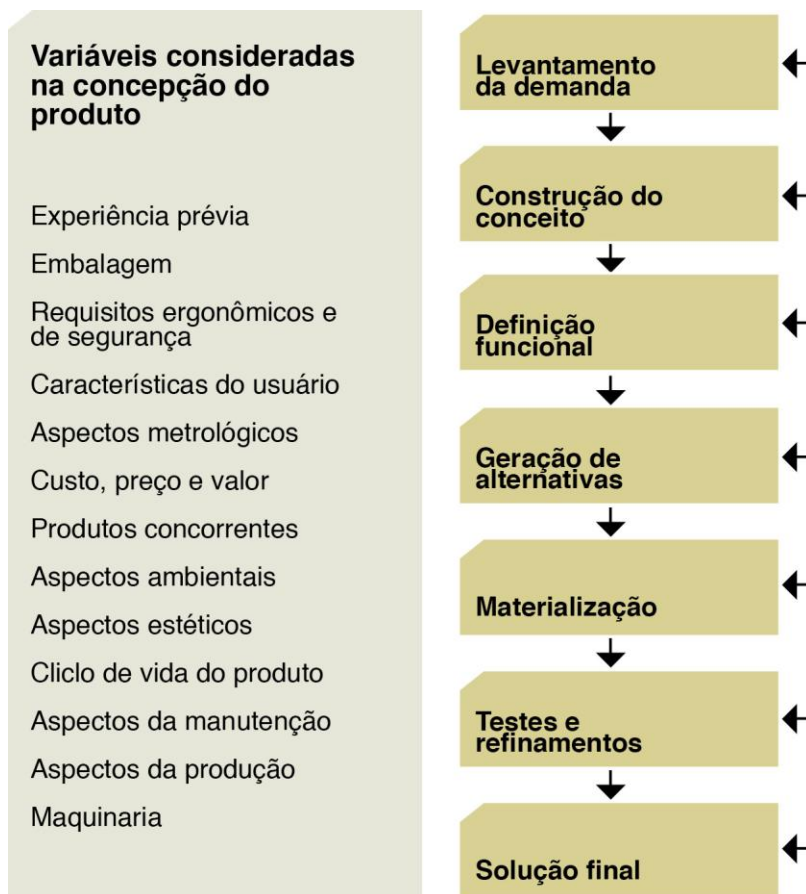 Variáveis consideradas
na concepção do
produto
Experiência prévia
Embalagem
Requisitos ergonômicos e
de segurança
Características do usuário
Aspectos metrológicos
Custo, preço e valor
Produtos concorrentes
Aspectos ambientais
Aspectos estéticos
Cliclo de vida do produto
Aspectos da manutenção
Aspectos da produção
Maquinaria
Levantamento
da demanda
Construção do
conceito
Definição
funcional
Geração de
alternativas
Materialização
Testes e
refinamentos
Solução final